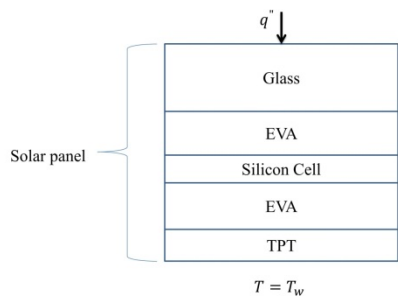 q"
Glass
EVA
Solar panel
Silicon Cell
EVA
TPT
T = T_w